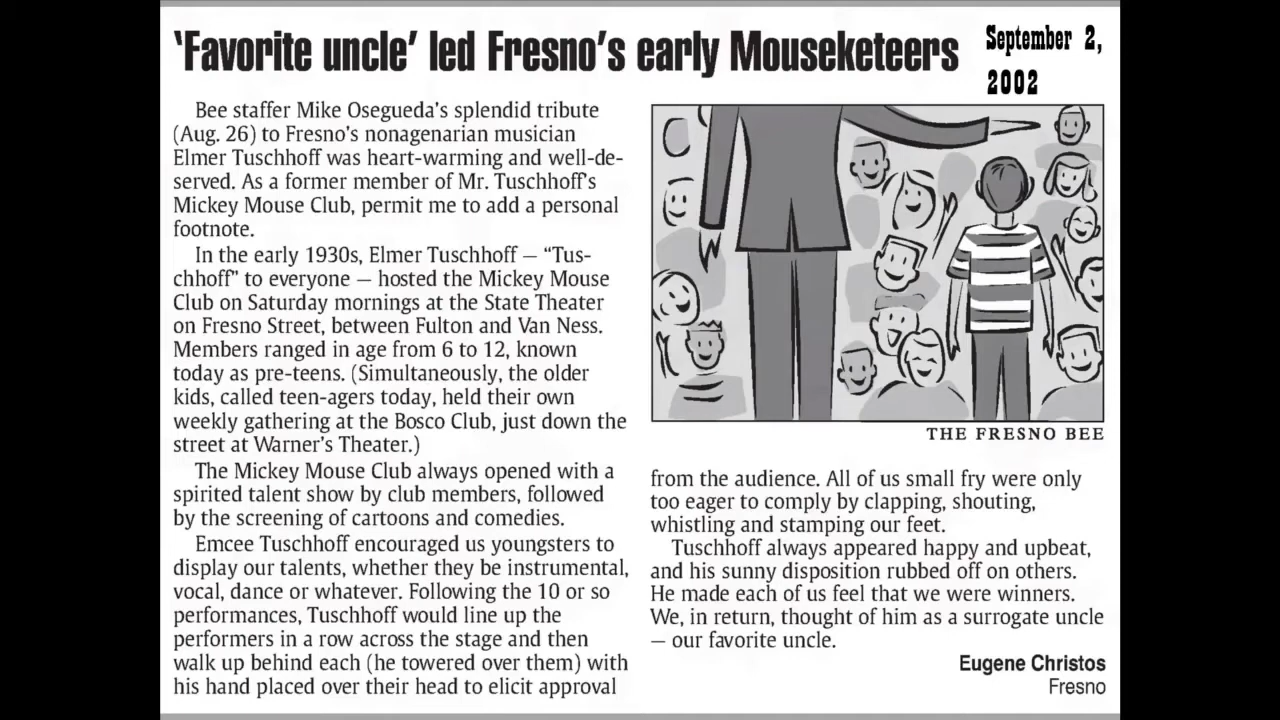 ‘Favorite uncle’ led Fresno’s early Mouseketeers
September 2,
2002
Bee staffer Mike Osegueda’s splendid tribute
(Aug. 26) to Fresno’s nonagenarian musician
Elmer Tuschhoff was heart-warming and well-de-
served. As a former member of Mr. Tuschhoff’s
Mickey Mouse Club, permit me to add a personal
footnote.
In the early 1930s, Elmer Tuschhoff — “Tus-
chhoff” to everyone — hosted the Mickey Mouse
Club on Saturday mornings at the State Theater
on Fresno Street, between Fulton and Van Ness.
Members ranged in age from 6 to 12, known
today as pre-teens. (Simultaneously, the older
kids, called teen-agers today, held their own
weekly gathering at the Bosco Club, just down the
street at Warner’s Theater.)
The Mickey Mouse Club always opened with a
spirited talent show by club members, followed
by the screening of cartoons and comedies.
Emcee Tuschhoff encouraged us youngsters to
display our talents, whether they be instrumental,
vocal, dance or whatever. Following the 10 or so
performances, Tuschhoff would line up the
performers in a row across the stage and then
walk up behind each (he towered over them) with
his hand placed over their head to elicit approval
THE FRESNO BEE
from the audience. All of us small fry were only
too eager to comply by clapping, shouting,
whistling and stamping our feet.
Tuschhoff always appeared happy and upbeat,
and his sunny disposition rubbed off on others.
He made each of us feel that we were winners.
We, in return, thought of him as a surrogate uncle
— our favorite uncle.
Eugene Christos
Fresno